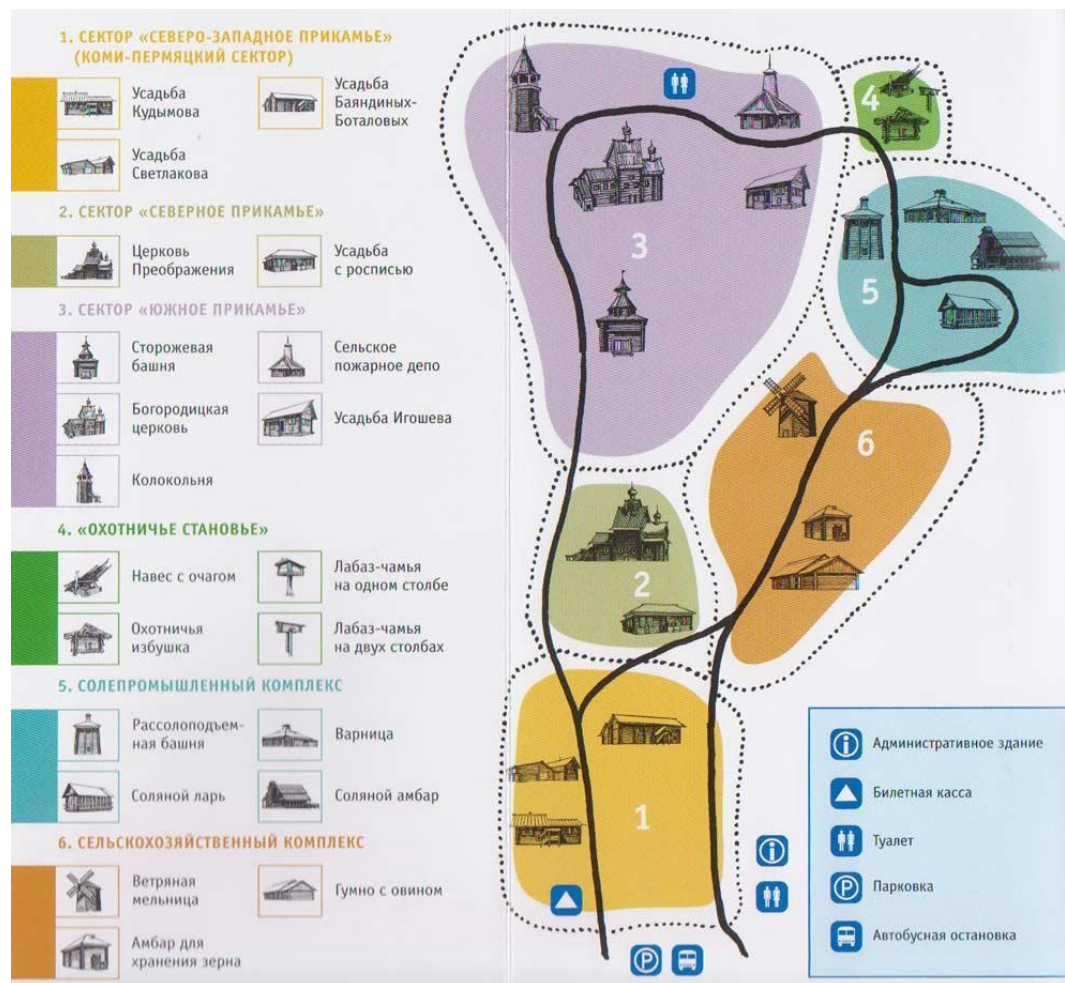 1. СЕКТОР «СЕВЕРО-ЗАПАДНОЕ ПРИКАМЬЕ»
(КОМИ-ПЕРМЯЦКИЙ СЕКТОР)
Усадьба
Кудымова
Усадьба
Баяндиных-
Боталовых
Усадьба
Светлакова
2. СЕКТОР «СЕВЕРНОЕ ПРИКАМЬЕ»
Церковь
Преображения
Усадьба
с росписью
3. СЕКТОР «ЮЖНОЕ ПРИКАМЬЕ»
Сторожевая
башня
Сельское
пожарное депо
Богородицкая
церковь
Усадьба Игошева
Колокольня
4. «ОХОТНИЧЬЕ СТАНОВЬЕ»
Навес с очагом
Лабаз-чамья
на одном столбе
Охотничья
избушка
Лабаз-чамья
на двух столбах
5. СОЛЕПРОМЫШЛЕННЫЙ КОМПЛЕКС
Рассолоподъем-
ная башня
Варница
Соляной ларь
Соляной амбар
6. СЕЛЬСКОХОЗЯЙСТВЕННЫЙ КОМПЛЕКС
Ветряная
мельница
Гумно с овином
Амбар для
хранения зерна
4
3
5
6
2
1
P
Административное здание
Билетная касса
Туалет
P
Парковка
Автобусная остановка